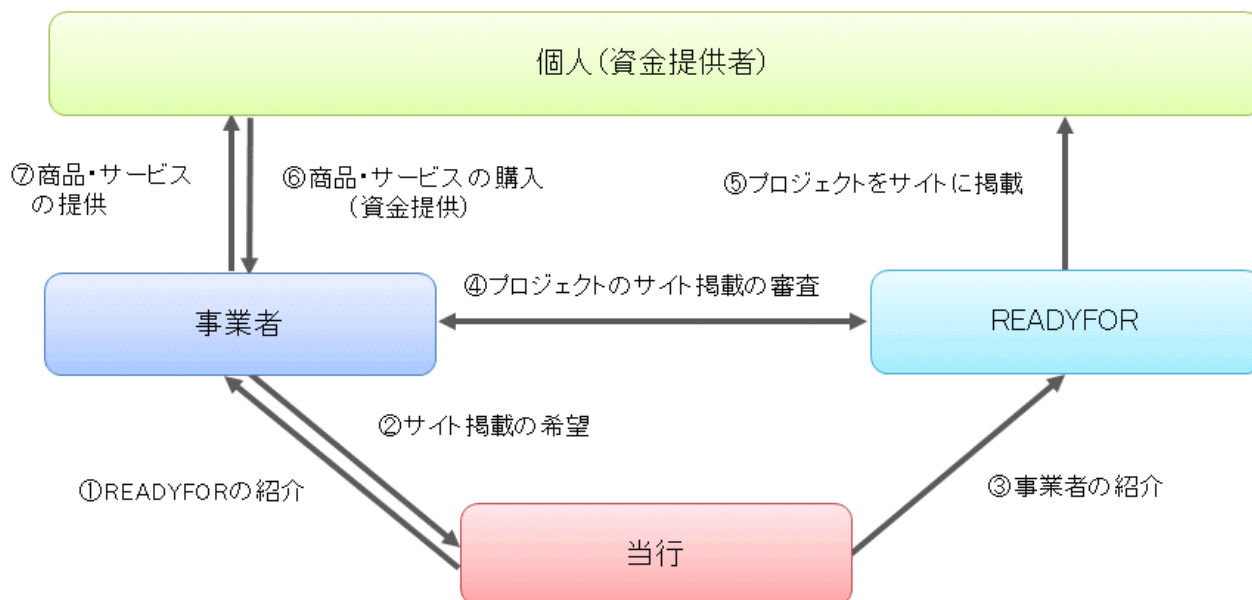 個人(資金提供者)
⑦商品・サービス
の提供
⑥商品・サービスの購入
(資金提供)
⑤プロジェクトをサイトに掲載
④プロジェクトのサイト掲載の審査
事業者
READYFOR
②サイト掲載の希望
①READYFORの紹介
③事業者の紹介
当行